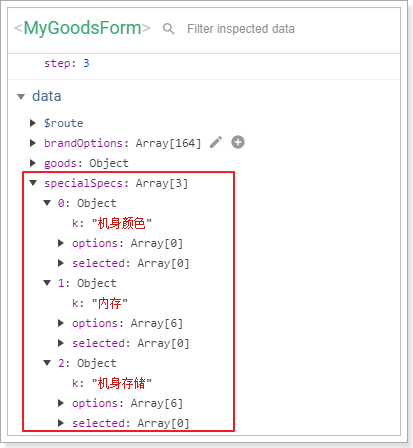 <MyGoodsForm> Filter inspected data
step: 3
data
$route
brandOptions: Array[164]
goods: Object
specialSpecs: Array[3]
0: Object
k: "机身颜色"
options: Array[0]
selected: Array[0]
1: Object
k: "内存"
options: Array[6]
selected: Array[0]
2: Object
k: "机身存储"
options: Array[6]
selected: Array[0]